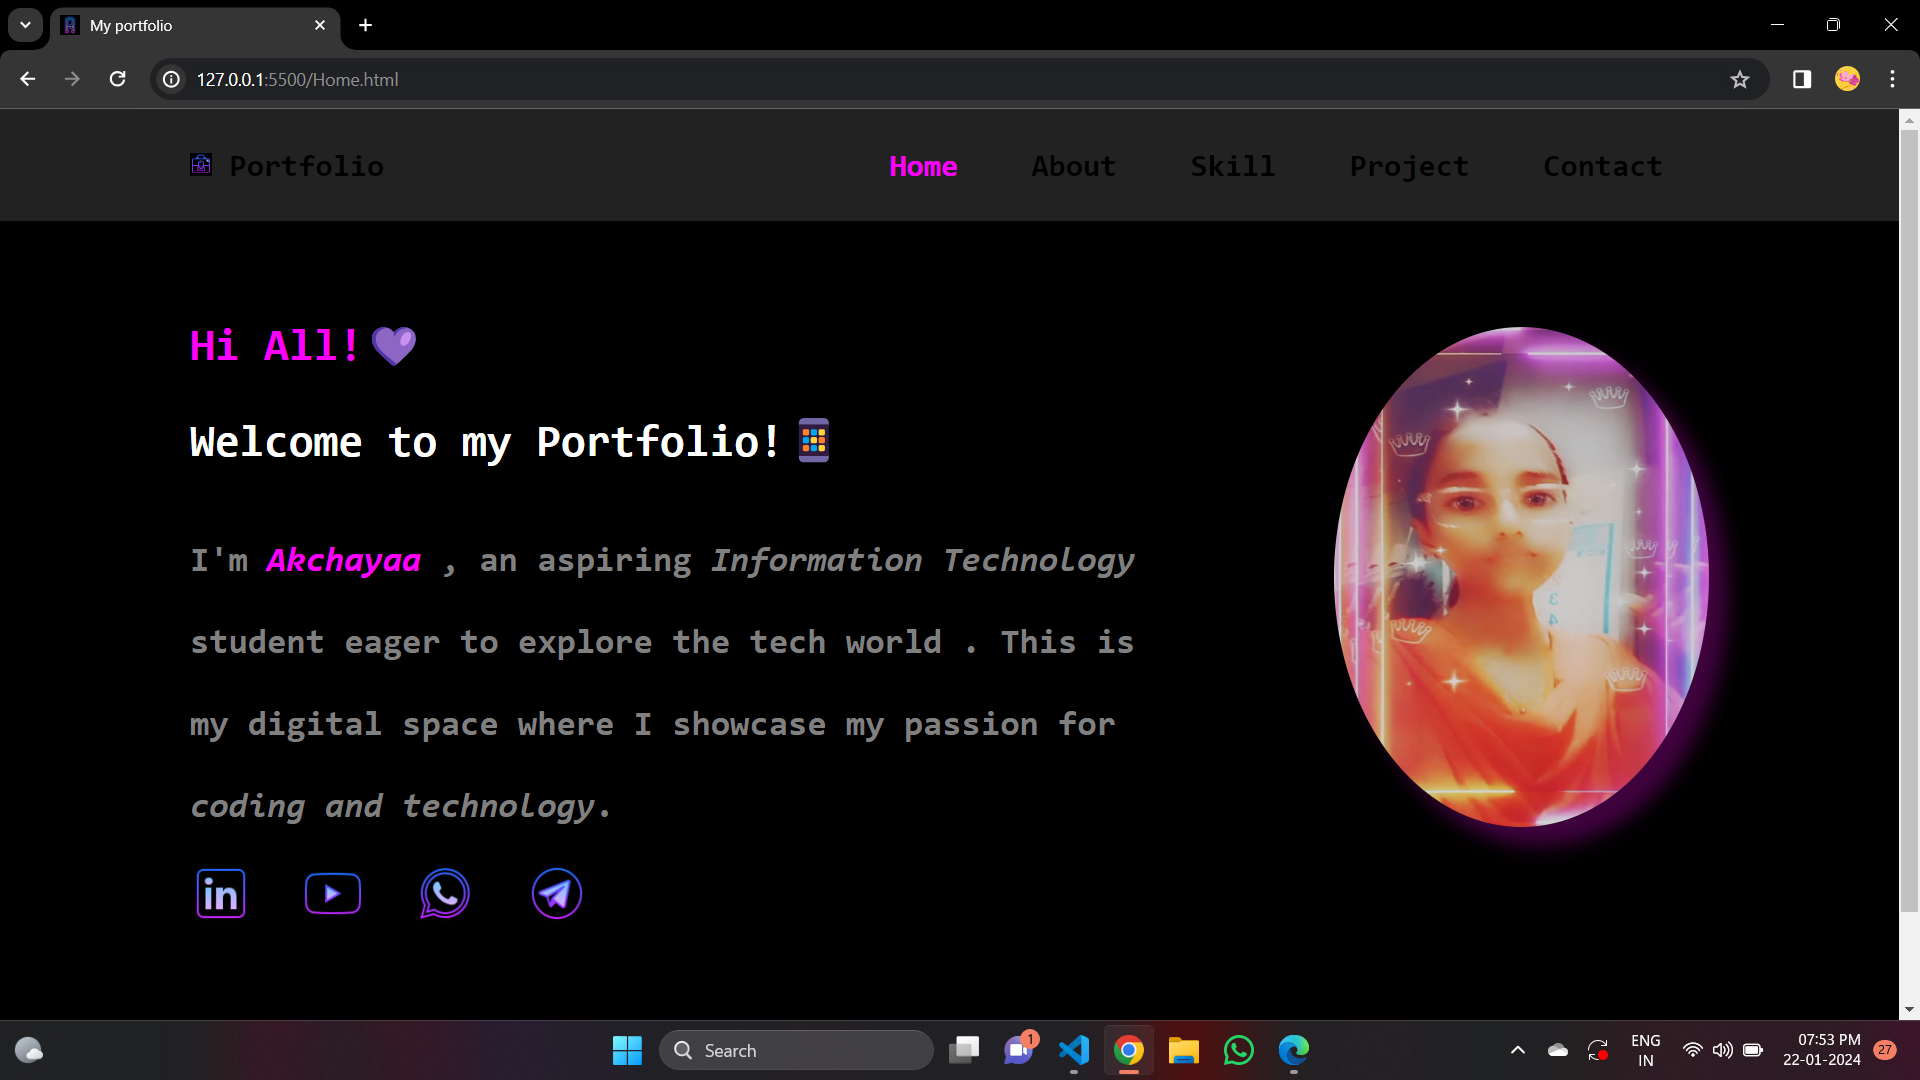 My portfolio
127.0.0.1:5500/Home.html
Portfolio
Home About Skill Project Contact
Hi All!💜
Welcome to my Portfolio!
I'm Akchayaa , an aspiring Information Technology
student eager to explore the tech world . This is
my digital space where I showcase my passion for
coding and technology.
in
3
4
Search
1
ENG
IN
07:53 PM
22-01-2024
27